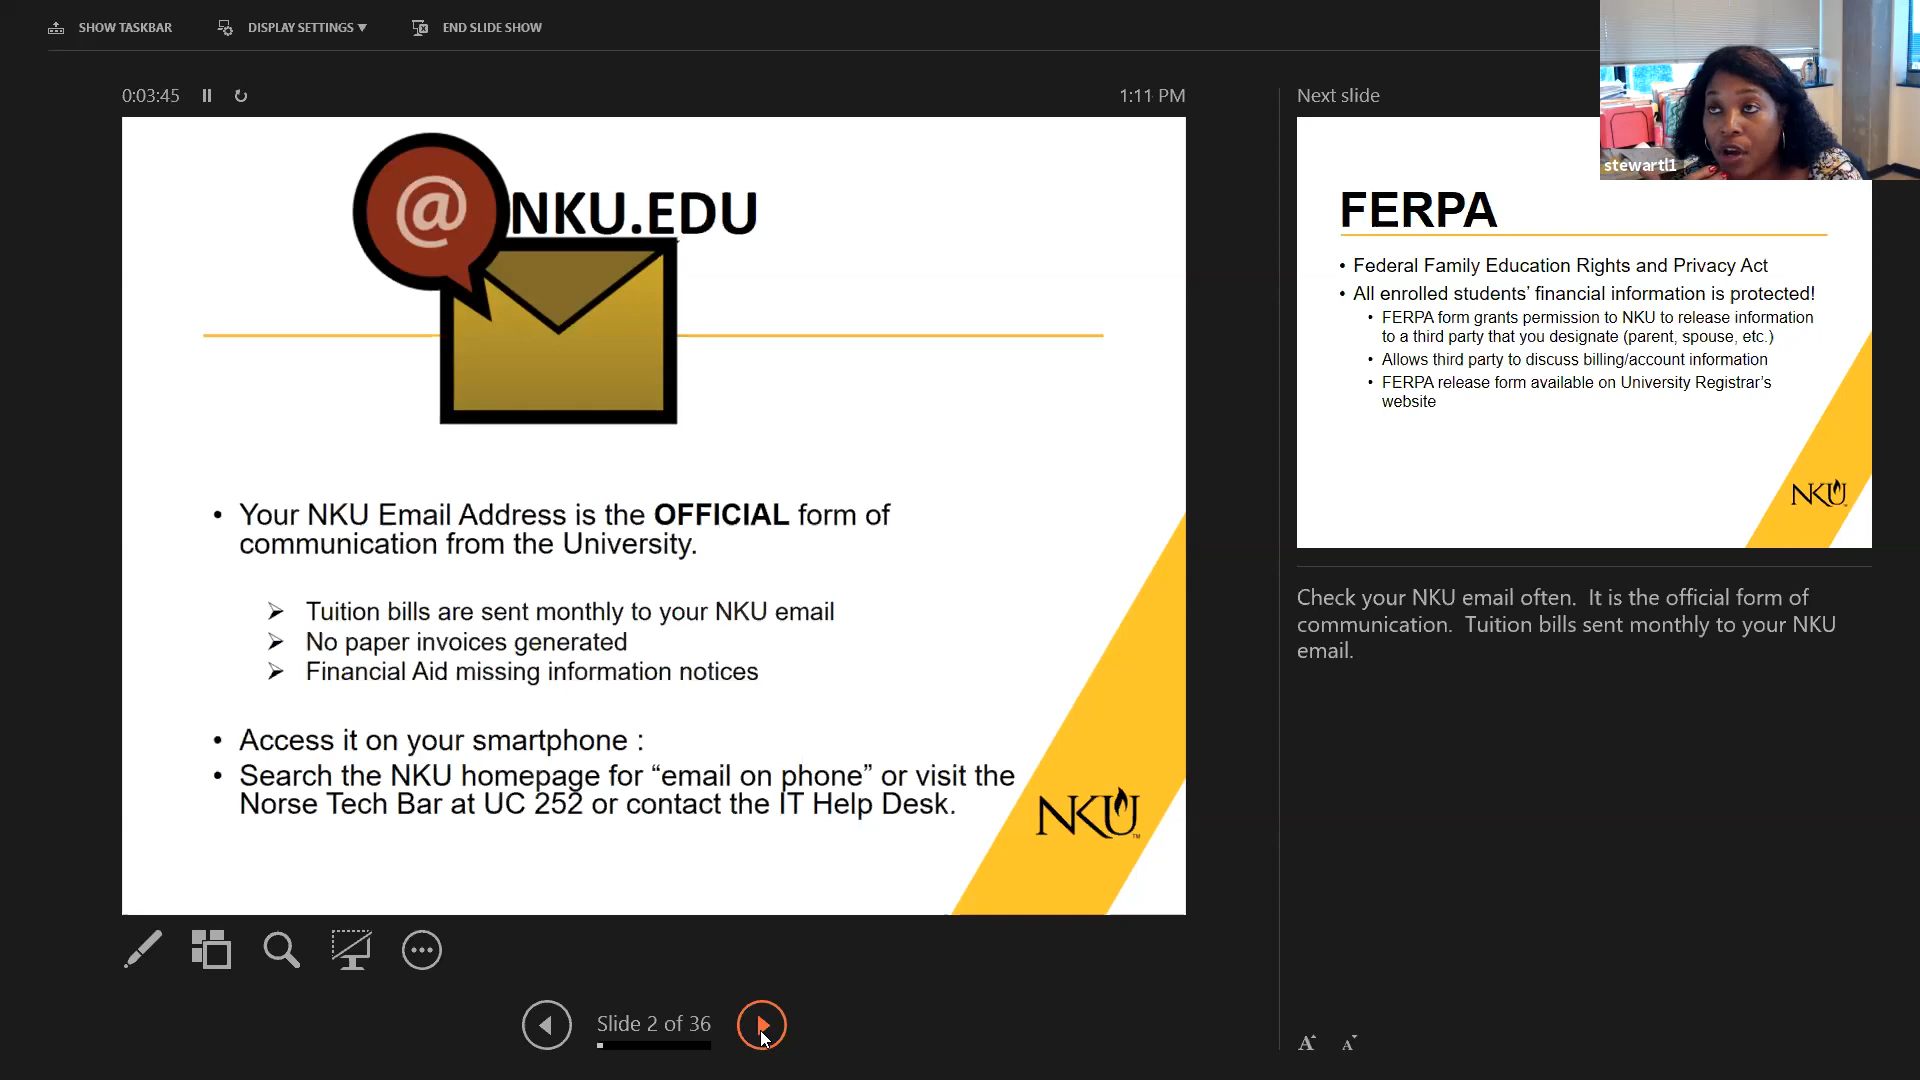 SHOW TASKBAR
DISPLAY SETTINGS
END SLIDE SHOW
0:03:45
1:11 PM
@
NKU.EDU
• Your NKU Email Address is the OFFICIAL form of
communication from the University.
➢ Tuition bills are sent monthly to your NKU email
➢ No paper invoices generated
➢ Financial Aid missing information notices
• Access it on your smartphone :
• Search the NKU homepage for “email on phone” or visit the
Norse Tech Bar at UC 252 or contact the IT Help Desk.
NKU
TM
Slide 2 of 36
Next slide
stewartl1
FERPA
• Federal Family Education Rights and Privacy Act
• All enrolled students’ financial information is protected!
• FERPA form grants permission to NKU to release information
to a third party that you designate (parent, spouse, etc.)
• Allows third party to discuss billing/account information
• FERPA release form available on University Registrar’s
website
NKU
Check your NKU email often.  It is the official form of
communication.  Tuition bills sent monthly to your NKU
email.
A A